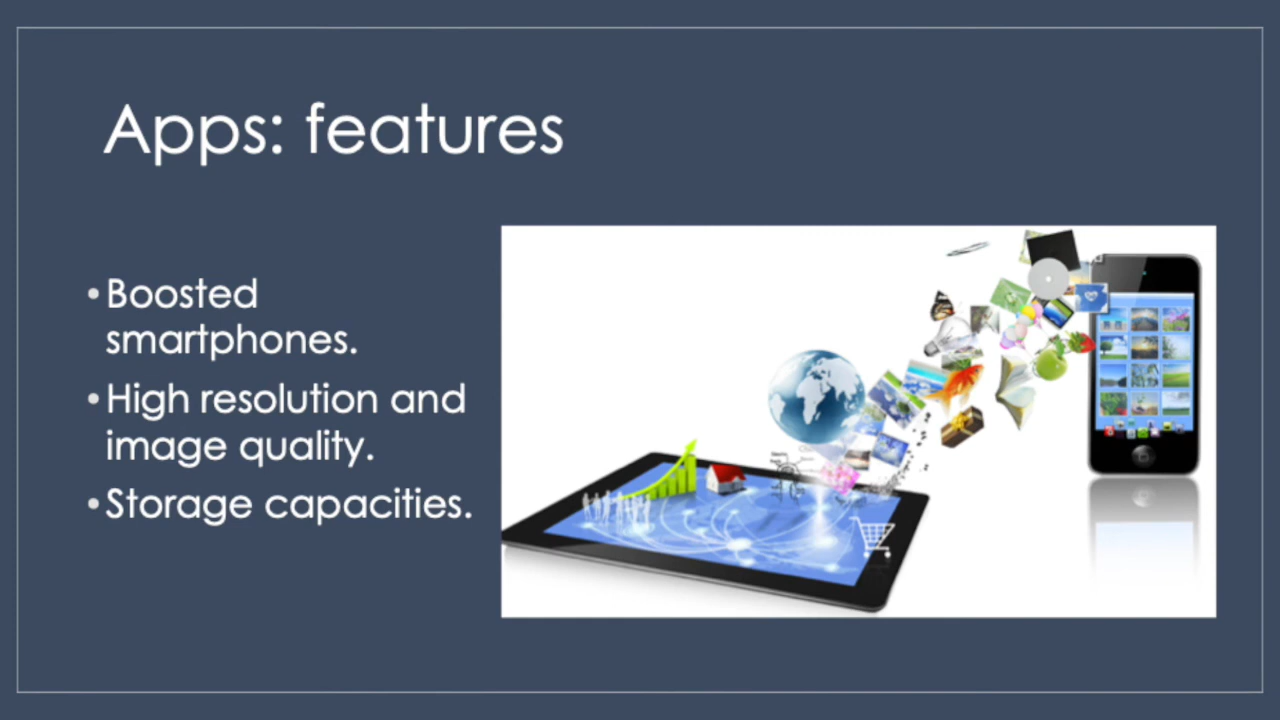 Apps: features
•Boosted
smartphones.
•High resolution and
image quality.
•Storage capacities.